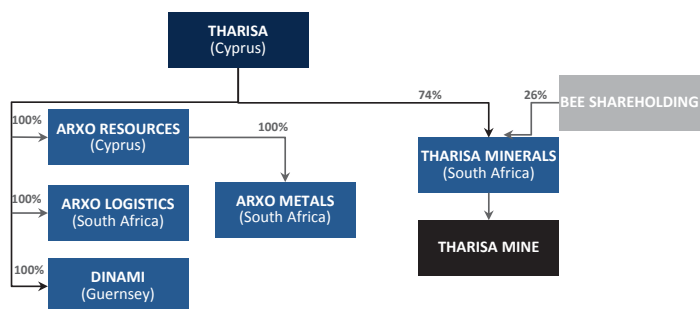 THARISA
(Cyprus)
74%
26%
BEE SHAREHOLDING
100%
ARXO RESOURCES
(Cyprus)
100%
THARISA MINERALS
(South Africa)
100%
ARXO LOGISTICS
(South Africa)
ARXO METALS
(South Africa)
THARISA MINE
100%
DINAMI
(Guernsey)